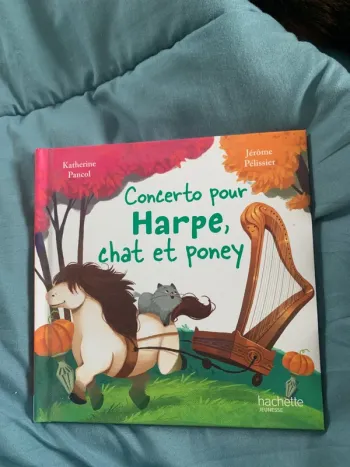 Katherine
Pancol
Jérôme
Pélissier
Concerto pour
Harpe,
chat et poney
hachette
JEUNESSE